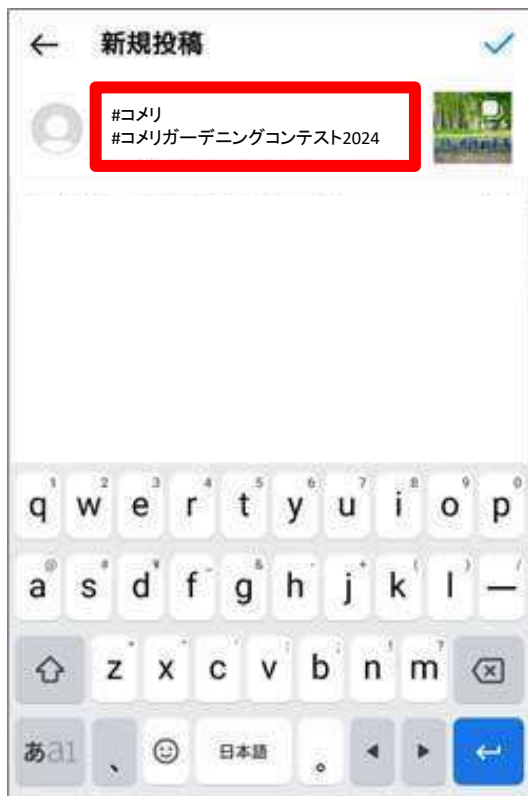 新規投稿
#コメリ
#コメリガーデニングコンテスト2024
q w e r t y u i o p
a s d f g h j k l ー
z x c v b n m
あa1 、 日本語 。